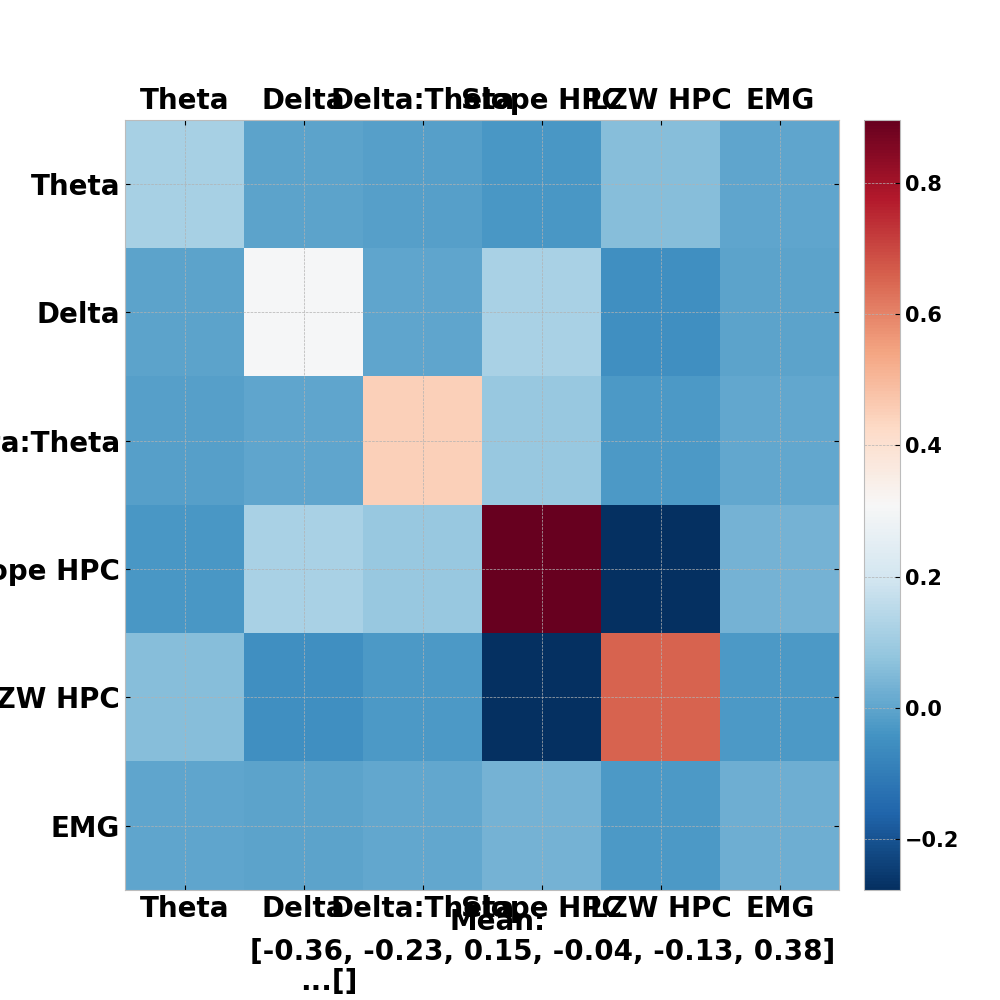 Theta Delta Delta:Theta Slope HPC LZW HPC EMG
Theta
Delta
a:Theta
ope HPC
ZW HPC
EMG
0.8
0.6
0.4
0.2
0.0
−0.2
Theta Delta Delta:Theta Slope HPC LZW HPC EMG
Mean:
[-0.36, -0.23, 0.15, -0.04, -0.13, 0.38]
...[]